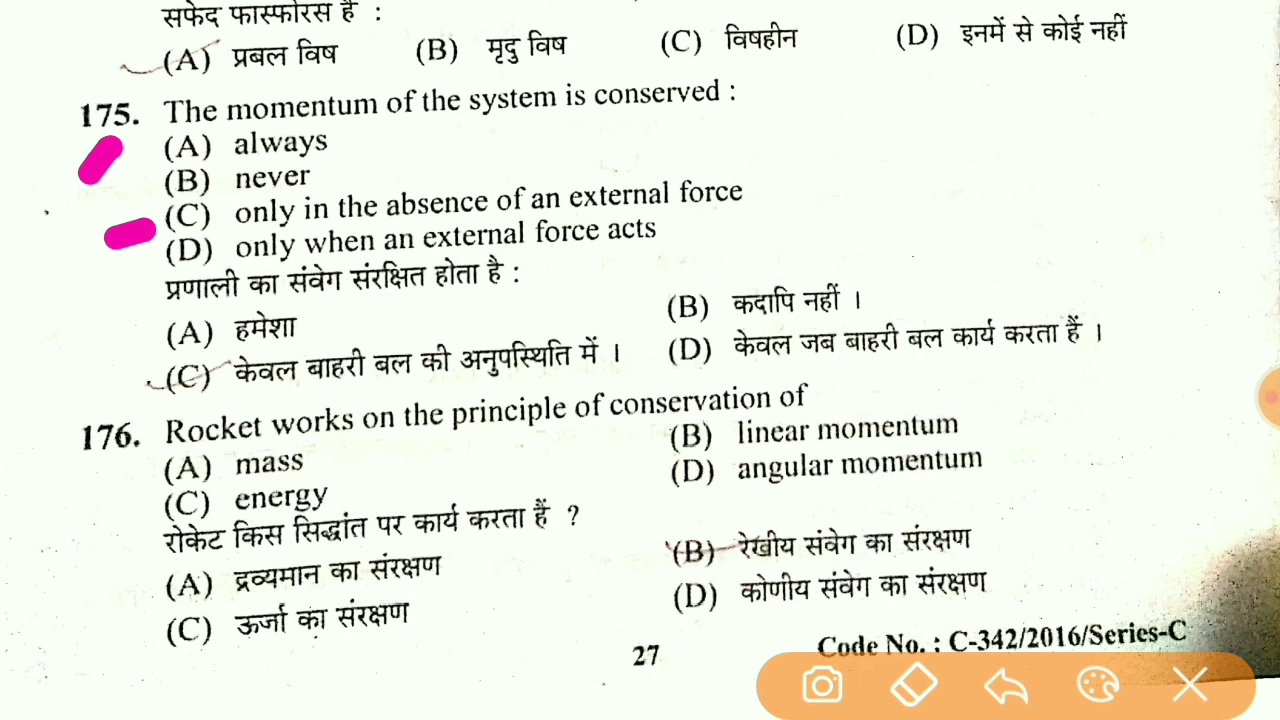 सफेद फास्फोरस है :
(A) प्रबल विष (B) मृदु विष (C) विषहीन (D) इनमें से कोई नहीं
175. The momentum of the system is conserved :
(A) always
(B) never
(C) only in the absence of an external force
(D) only when an external force acts
प्रणाली का संवेग संरक्षित होता है :
(A) हमेशा (B) कदापि नहीं ।
(C) केवल बाहरी बल की अनुपस्थिति में । (D) केवल जब बाहरी बल कार्य करता हैं ।
176. Rocket works on the principle of conservation of
(A) mass (B) linear momentum
(C) energy (D) angular momentum
रोकेट किस सिद्धांत पर कार्य करता हैं ?
(A) द्रव्यमान का संरक्षण (B) रेखीय संवेग का संरक्षण
(C) ऊर्जा का संरक्षण (D) कोणीय संवेग का संरक्षण
27 Code No. : C-342/2016/Series-C